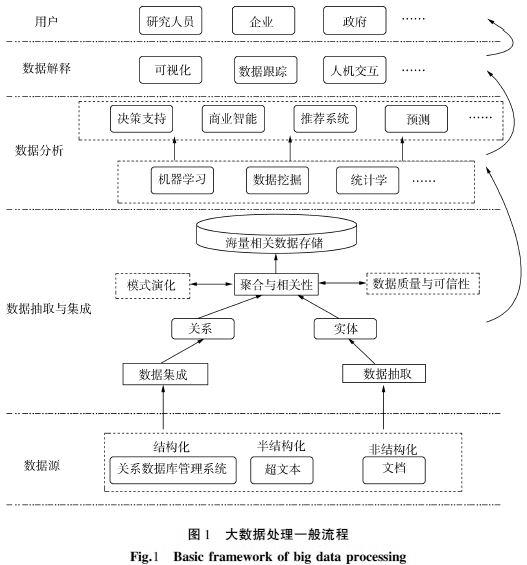 用户
研究人员
企业
政府
……
数据解释
可视化
数据跟踪
人机交互
……
数据分析
决策支持
商业智能
推荐系统
预测
……
机器学习
数据挖掘
统计学
……
数据抽取与集成
海量相关数据存储
模式演化
聚合与相关性
数据质量与可信性
关系
实体
数据集成
数据抽取
数据源
结构化
半结构化
非结构化
关系数据库管理系统
超文本
文档
图 1 大数据处理一般流程
Fig.1 Basic framework of big data processing